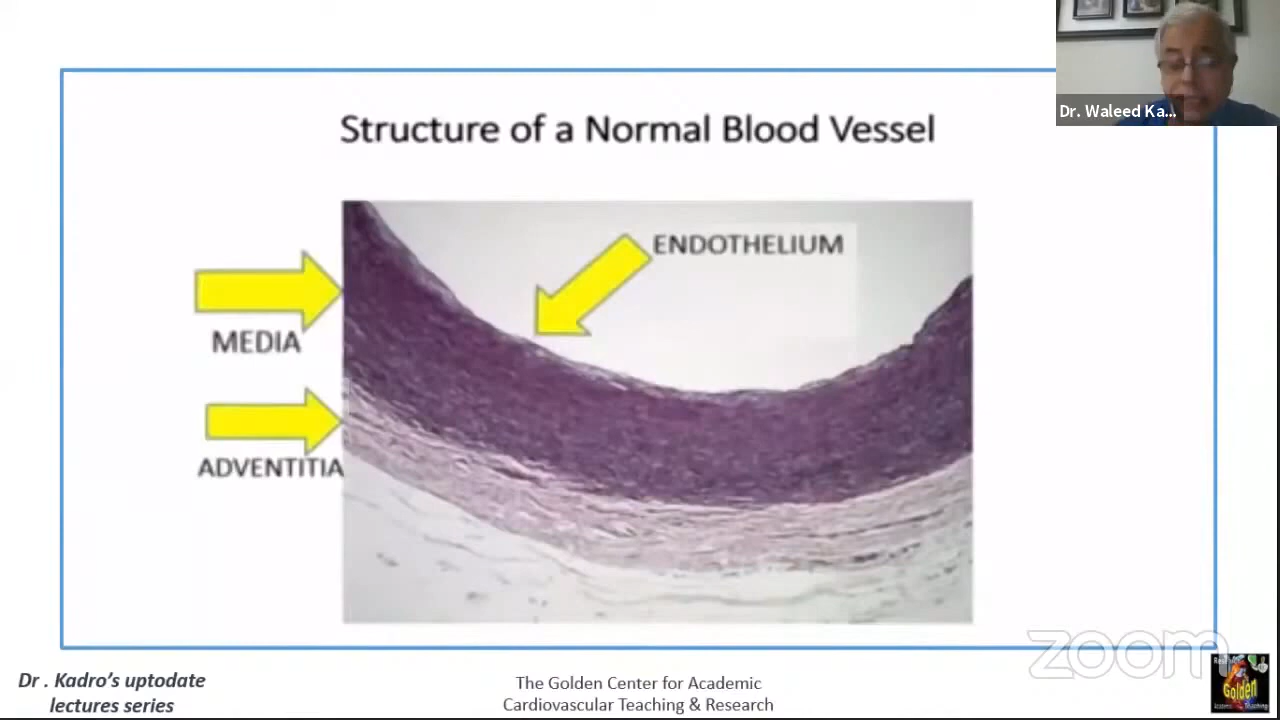 Dr. Waleed Ka...
Structure of a Normal Blood Vessel
ENDOTHELIUM
MEDIA
ADVENTITIA
zoom
Dr . Kadro’s uptodate
lectures series
The Golden Center for Academic
Cardiovascular Teaching & Research
Golden